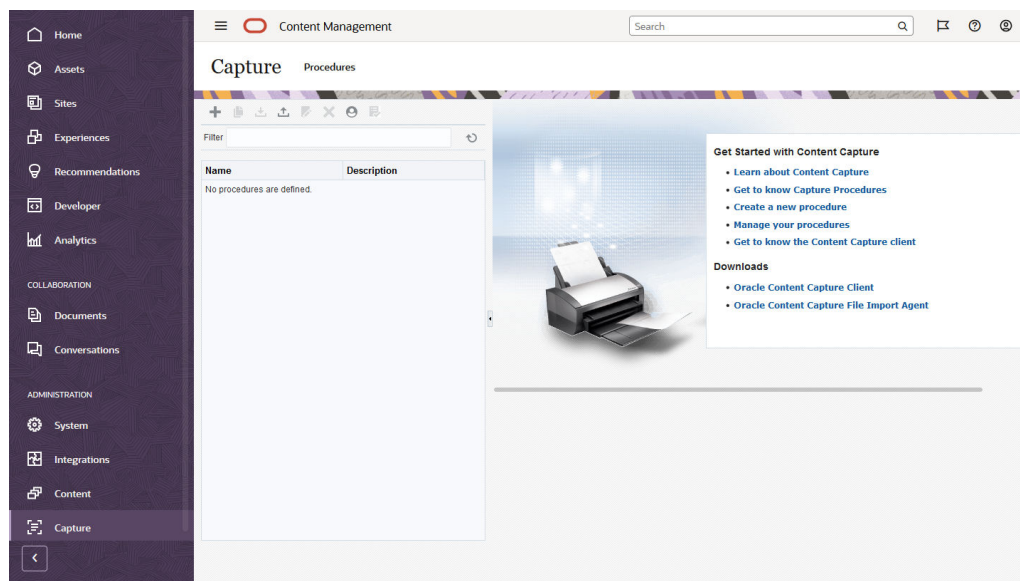 Home
Assets
Sites
Experiences
Recommendations
Developer
Analytics
COLLABORATION
Documents
Conversations
ADMINISTRATION
System
Integrations
Content
Capture
Content Management
Search
Capture
Procedures
Filter
Name Description
No procedures are defined.
Get Started with Content Capture
• Learn about Content Capture
• Get to know Capture Procedures
• Create a new procedure
• Manage your procedures
• Get to know the Content Capture client
Downloads
• Oracle Content Capture Client
• Oracle Content Capture File Import Agent